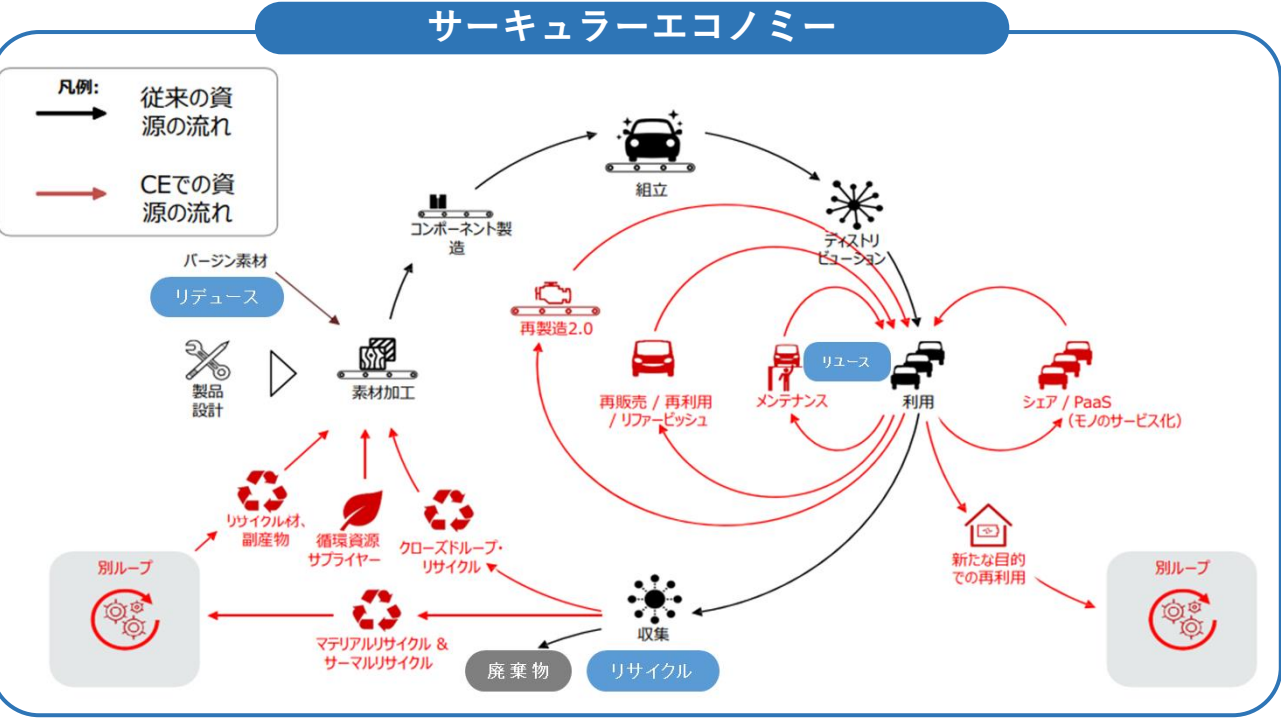 サーキュラーエコノミー
凡例:
従来の資
源の流れ
CEでの資
源の流れ
組立
コンポーネント製
造
ディストリ
ビューション
バージン素材
リデュース
再製造2.0
製品
設計
素材加工
再販売 / 再利用
/ リファービッシュ
メンテナンス
リユース
利用
シェア / PaaS
（モノのサービス化）
リサイクル材、
副産物
循環資源
サプライヤー
クローズドループ・
リサイクル
新たな目的
での再利用
別ループ
マテリアルリサイクル &
サーマルリサイクル
収集
廃棄物
リサイクル
別ループ